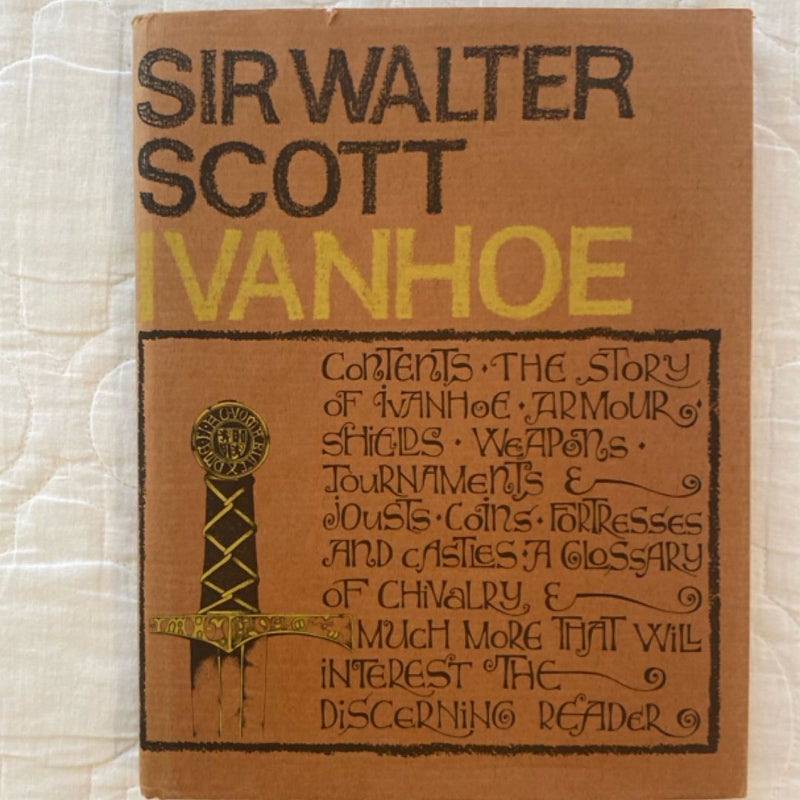 SIR WALTER
SCOTT
IVANHOE
CONTENTS · THE STORY
OF IVANHOE · ARMOUR ·
SHIELDS · WEAPONS ·
TOURNAMENTS &
JOUSTS · COINS · FORTRESSES
AND CASTLES · A GLOSSARY
OF CHIVALRY, &
MUCH MORE THAT WILL
INTEREST THE
DISCERNING READER